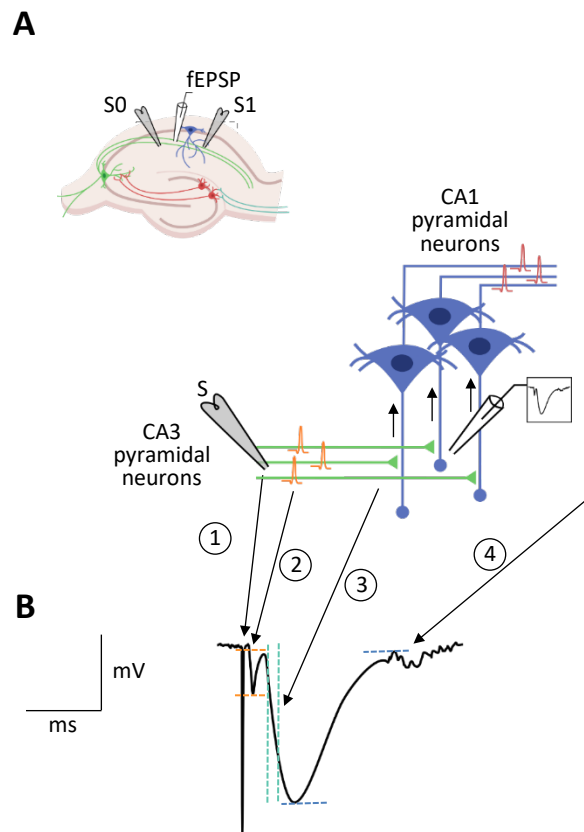 A
fEPSP
S0
S1
CA1
pyramidal
neurons
S
CA3
pyramidal
neurons
1
2
3
4
B
mV
ms